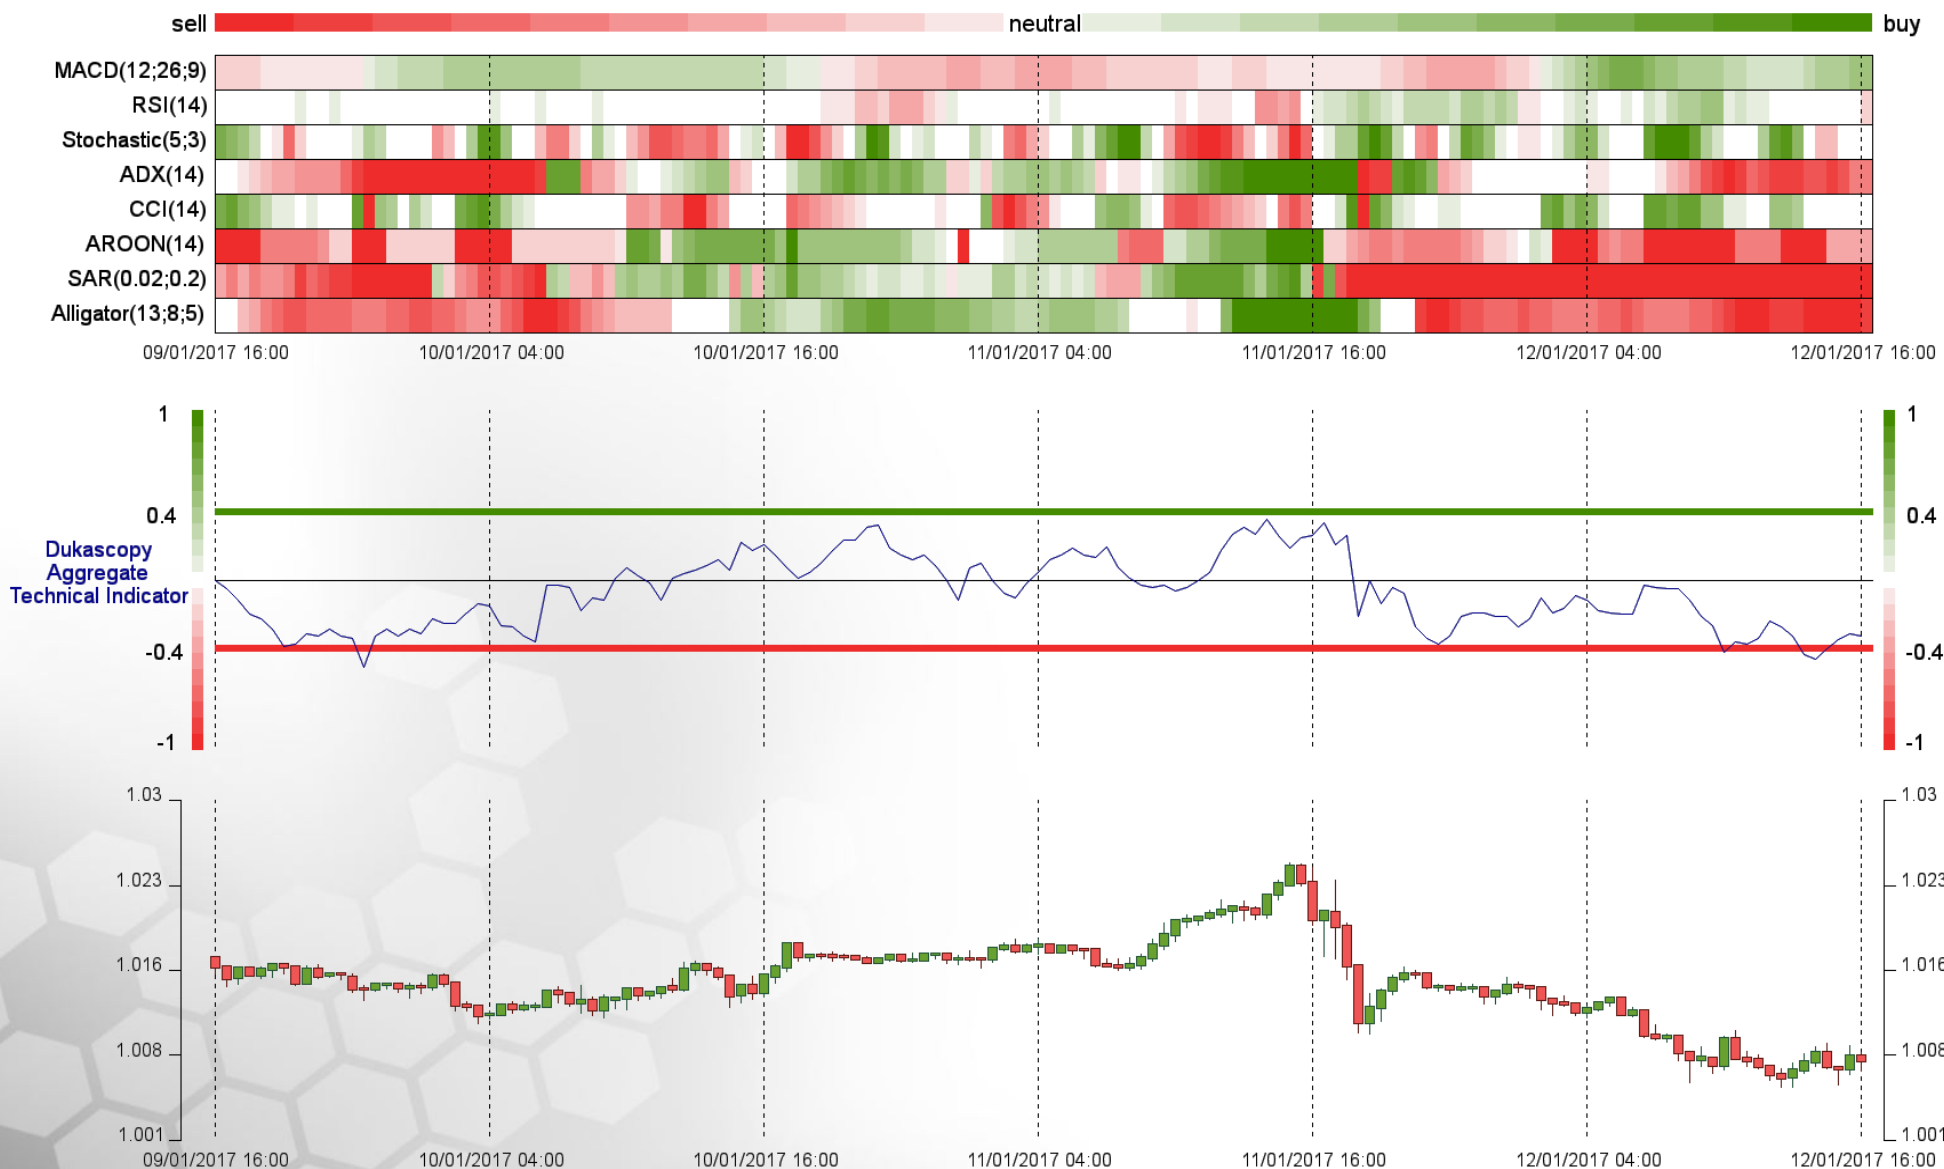 sell neutral buy
MACD(12;26;9)
RSI(14)
Stochastic(5;3)
ADX(14)
CCI(14)
AROON(14)
SAR(0.02;0.2)
Alligator(13;8;5)
09/01/2017 16:00 10/01/2017 04:00 10/01/2017 16:00 11/01/2017 04:00 11/01/2017 16:00 12/01/2017 04:00 12/01/2017 16:00
1 1
0.4 0.4
Dukascopy
Aggregate
Technical Indicator
-0.4 -0.4
-1 -1
1.03 1.03
1.023 1.023
1.016 1.016
1.008 1.008
1.001 1.001
09/01/2017 16:00 10/01/2017 04:00 10/01/2017 16:00 11/01/2017 04:00 11/01/2017 16:00 12/01/2017 04:00 12/01/2017 16:00